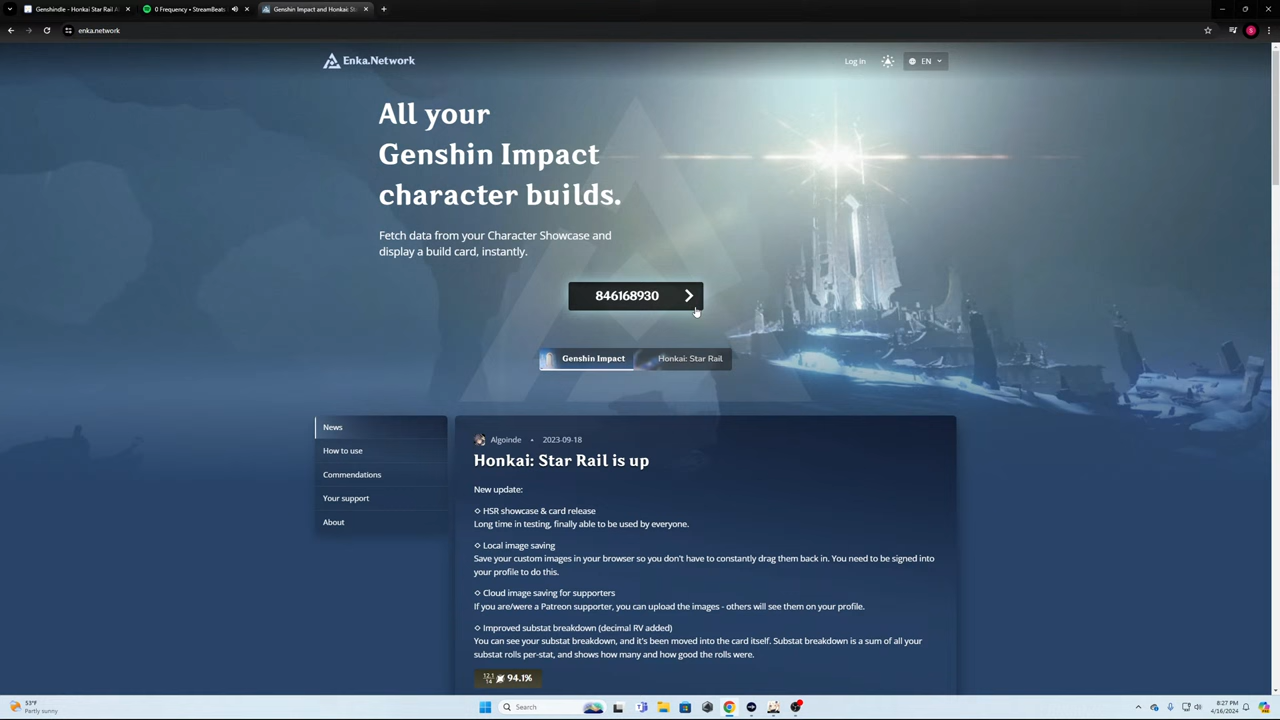 Genshindle - Honkai Star Rail A
0 Frequency • StreamBeats
Genshin Impact and Honkai: S
enka.network
Enka.Network
Log in
EN
All your
Genshin Impact
character builds.
Fetch data from your Character Showcase and
display a build card, instantly.
846168930
Genshin Impact
Honkai: Star Rail
News
How to use
Commendations
Your support
About
Algoinde • 2023-09-18
Honkai: Star Rail is up
New update:
◇ HSR showcase & card release
Long time in testing, finally able to be used by everyone.
◇ Local image saving
Save your custom images in your browser so you don't have to constantly drag them back in. You need to be signed into
your profile to do this.
◇ Cloud image saving for supporters
If you are/were a Patreon supporter, you can upload the images - others will see them on your profile.
◇ Improved substat breakdown (decimal RV added)
You can see your substat breakdown, and it's been moved into the card itself. Substat breakdown is a sum of all your
substat rolls per-stat, and shows how many and how good the rolls were.
94.1%
53°F
Partly sunny
Search
8:27 PM
4/16/2024